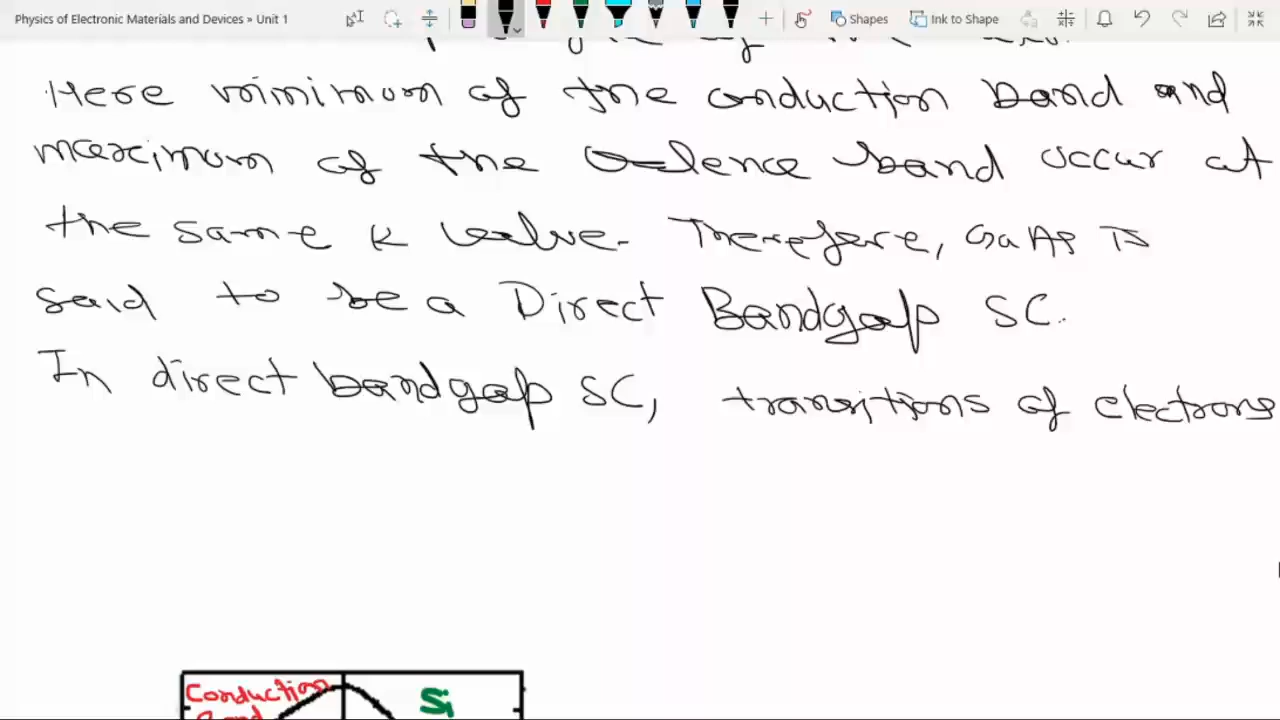 Physics of Electronic Materials and Devices » Unit 1
Shapes
Ink to Shape
Here minimum of the conduction band and
maximum of the valence band occur at
the same k value. Therefore, GaAs is
said to be a Direct Bandgap SC.
In direct bandgap SC, transitions of electrons
Conduction Si
Band